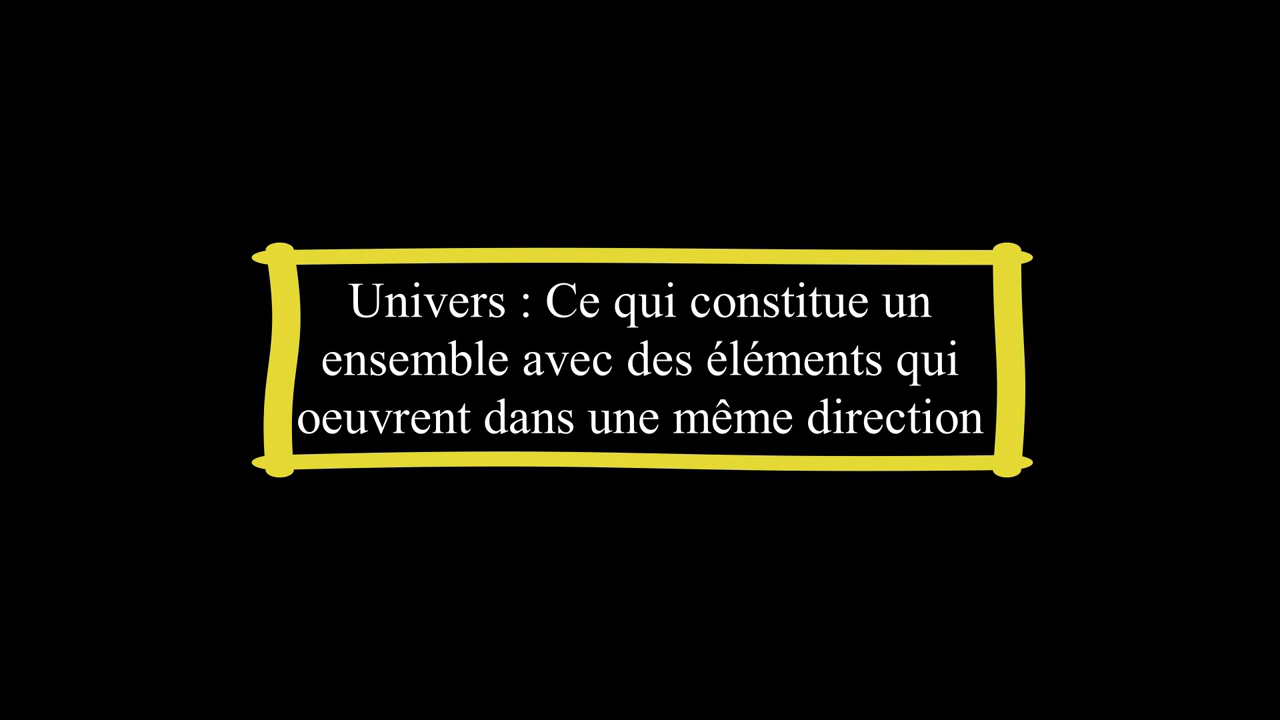 Univers : Ce qui constitue un
ensemble avec des éléments qui
oeuvrent dans une même direction